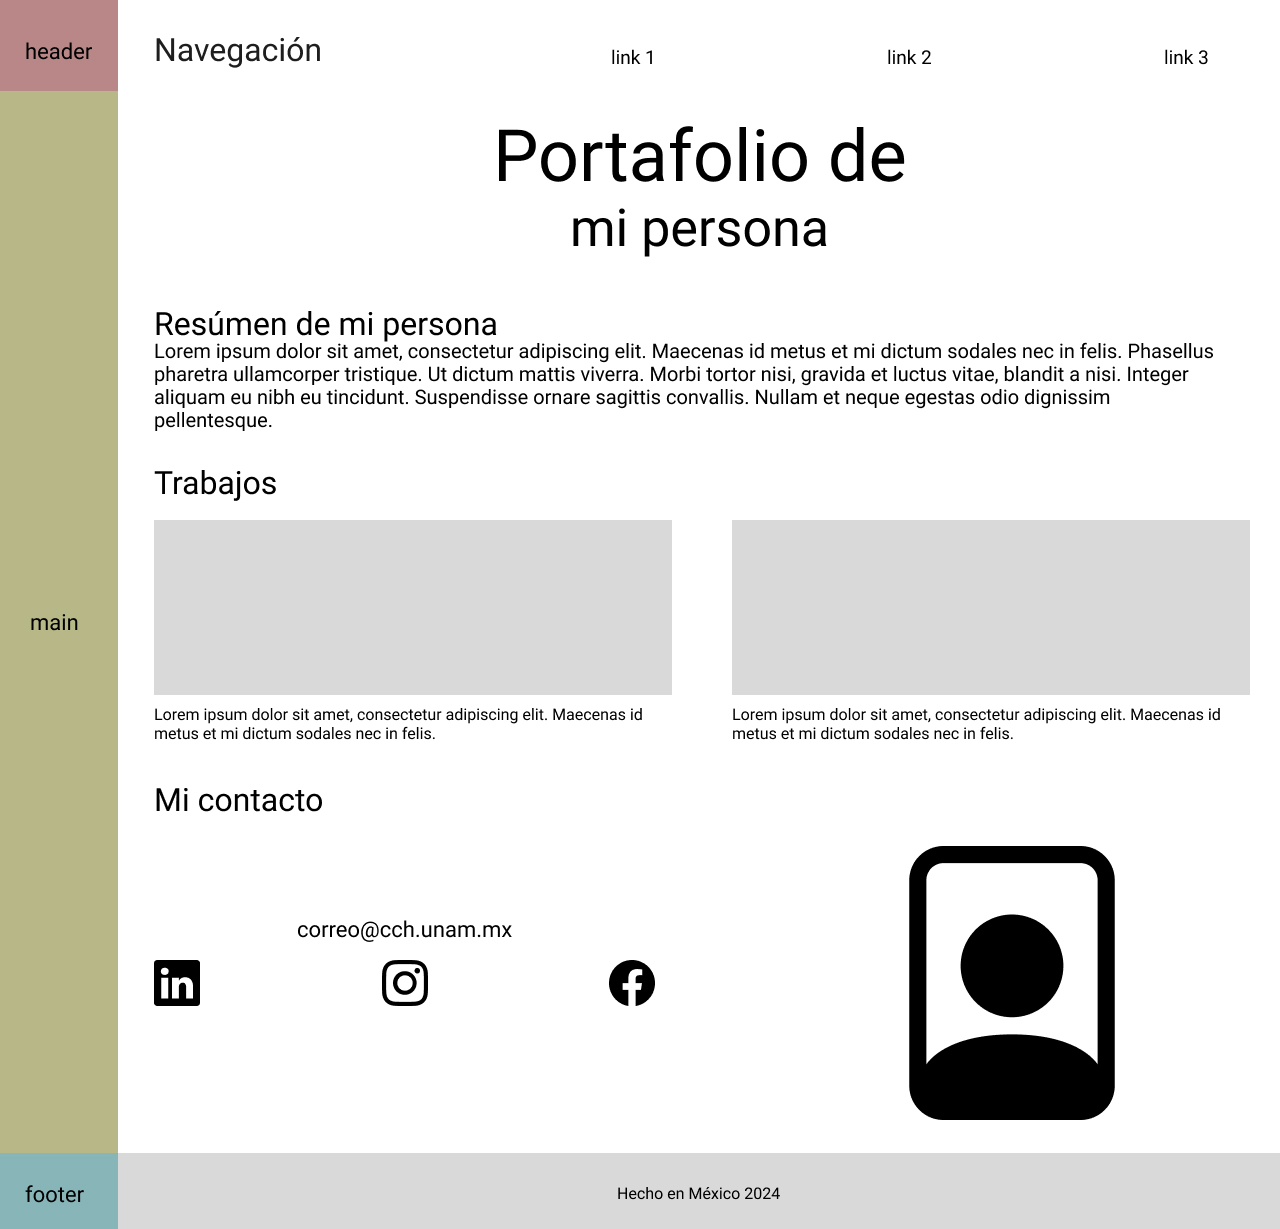 header
Navegación
link 1
link 2
link 3
Portafolio de
mi persona
Resúmen de mi persona
Lorem ipsum dolor sit amet, consectetur adipiscing elit. Maecenas id metus et mi dictum sodales nec in felis. Phasellus
pharetra ullamcorper tristique. Ut dictum mattis viverra. Morbi tortor nisi, gravida et luctus vitae, blandit a nisi. Integer
aliquam eu nibh eu tincidunt. Suspendisse ornare sagittis convallis. Nullam et neque egestas odio dignissim
pellentesque.
Trabajos
main
Lorem ipsum dolor sit amet, consectetur adipiscing elit. Maecenas id
metus et mi dictum sodales nec in felis.
Lorem ipsum dolor sit amet, consectetur adipiscing elit. Maecenas id
metus et mi dictum sodales nec in felis.
Mi contacto
correo@cch.unam.mx
in
footer
Hecho en México 2024